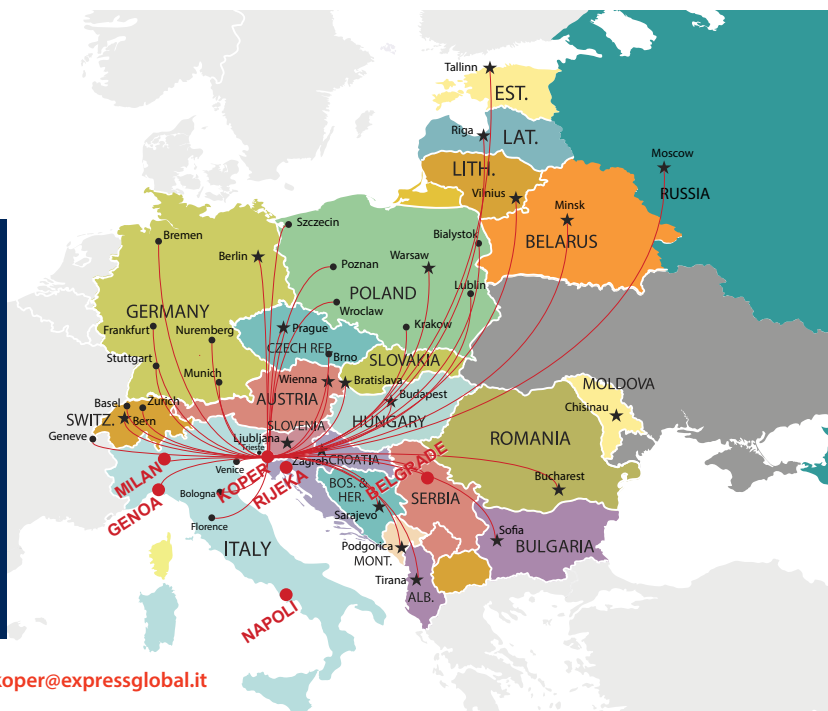 Tallinn
EST.
Riga
LAT.
Moscow
LITH.
RUSSIA
Vilnius
Minsk
Szczecin
Bremen
Bialystok
BELARUS
Berlin
Warsaw
Poznan
Lublin
POLAND
GERMANY
Wroclaw
Frankfurt
Nuremberg
Prague
Krakow
CZECH REP.
Brno
Stuttgart
SLOVAKIA
Munich
Wienna
Bratislava
MOLDOVA
Basel
Zurich
AUSTRIA
Budapest
Chisinau
SWITZ.
Bern
SLOVENIA
HUNGARY
Geneve
Ljubljana
ROMANIA
Trieste
Zagreb
CROATIA
Venice
MILAN
KOPER
RIJEKA
BELGRADE
Bucharest
GENOA
Bologna
BOS. &
HER.
SERBIA
Sarajevo
Florence
Sofia
ITALY
Podgorica
BULGARIA
MONT.
Tirana
ALB.
NAPOLI
koper@expressglobal.it